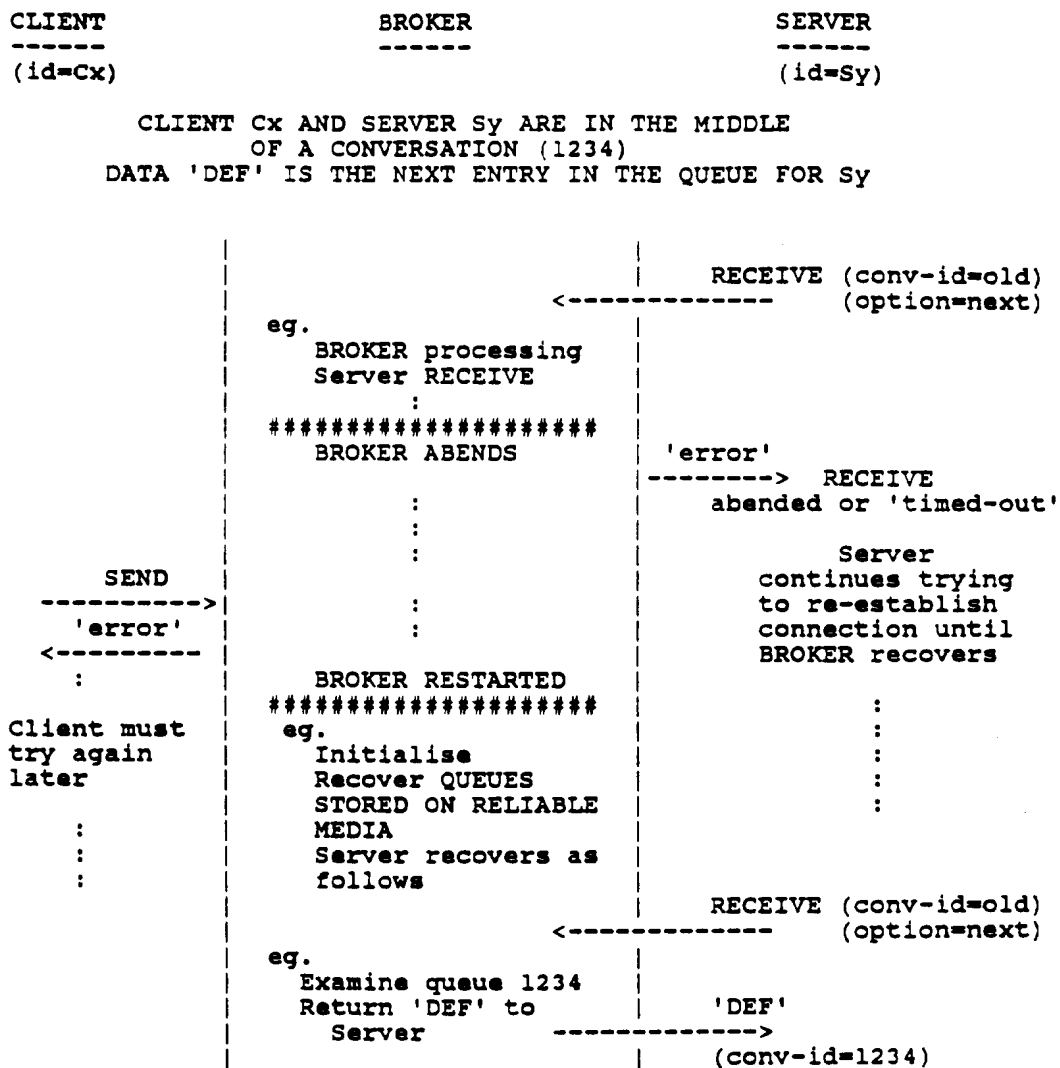 CLIENT BROKER SERVER
------ ------ ------
(id=Cx) (id=Sy)
CLIENT Cx AND SERVER Sy ARE IN THE MIDDLE
OF A CONVERSATION (1234)
DATA 'DEF' IS THE NEXT ENTRY IN THE QUEUE FOR Sy
RECEIVE (conv-id=old)
<------------- (option=next)
eg.
BROKER processing
Server RECEIVE
:
#####################
BROKER ABENDS 'error'
--------> RECEIVE
: abended or 'timed-out'
:
: Server
SEND continues trying
----------> : to re-establish
'error' : connection until
<---------- BROKER recovers
: BROKER RESTARTED
##################### :
Client must eg. :
try again Initialise :
later Recover QUEUES :
STORED ON RELIABLE :
: MEDIA
: Server recovers as
: follows
RECEIVE (conv-id=old)
<------------- (option=next)
eg.
Examine queue 1234
Return 'DEF' to 'DEF'
Server ------------->
(conv-id=1234)